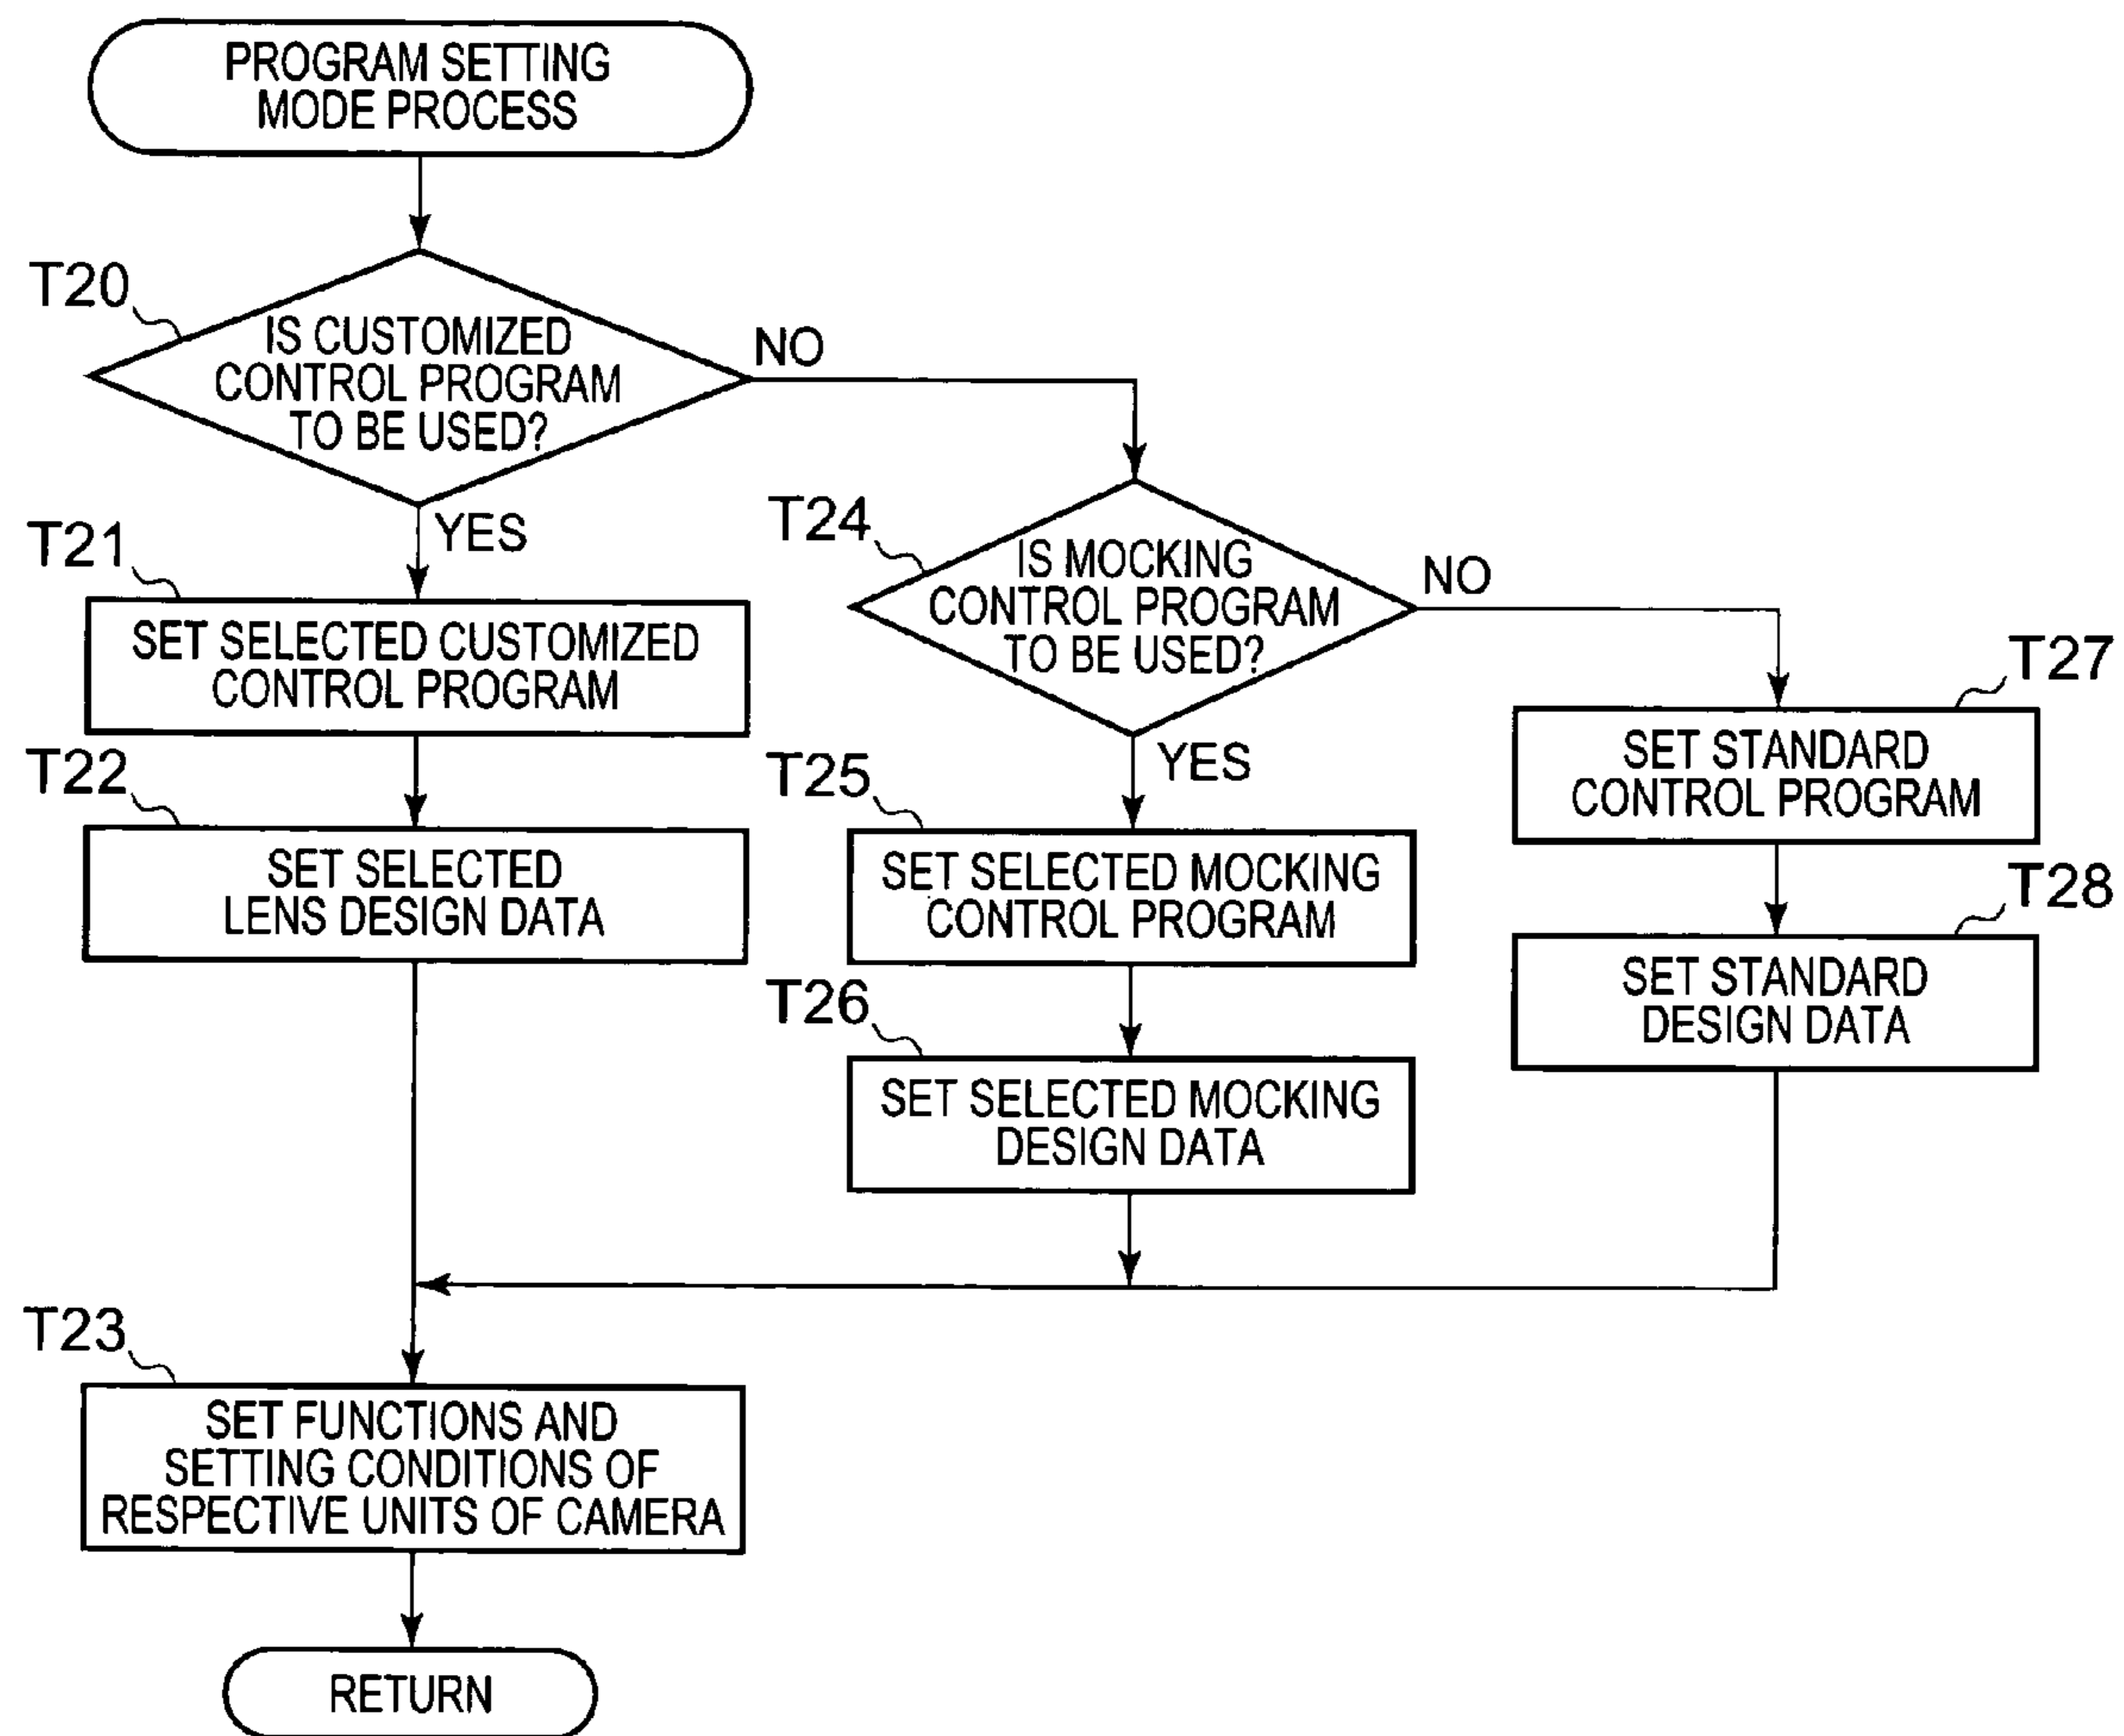 PROGRAM SETTING
MODE PROCESS
T20
IS CUSTOMIZED
CONTROL PROGRAM
TO BE USED?
NO
YES
T21
SET SELECTED CUSTOMIZED
CONTROL PROGRAM
T22
SET SELECTED
LENS DESIGN DATA
T24
IS MOCKING
CONTROL PROGRAM
TO BE USED?
NO
YES
T25
SET SELECTED MOCKING
CONTROL PROGRAM
T26
SET SELECTED MOCKING
DESIGN DATA
T27
SET STANDARD
CONTROL PROGRAM
T28
SET STANDARD
DESIGN DATA
T23
SET FUNCTIONS AND
SETTING CONDITIONS OF
RESPECTIVE UNITS OF CAMERA
RETURN